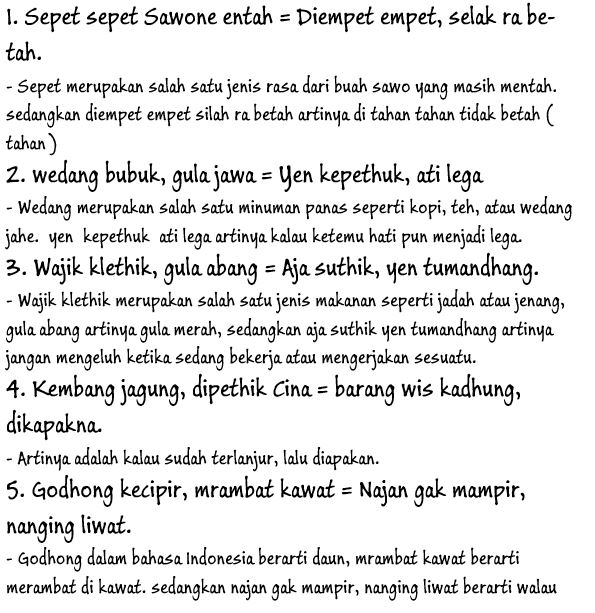 1. Sepet sepet Sawone entah = Diempet empet, selak ra be-
tah.
- Sepet merupakan salah satu jenis rasa dari buah sawo yang masih mentah.
sedangkan diempet empet silah ra betah artinya di tahan tahan tidak betah (
tahan )
2. wedang bubuk, gula jawa = Yen kepethuk, ati lega
- Wedang merupakan salah satu minuman panas seperti kopi, teh, atau wedang
jahe. yen kepethuk ati lega artinya kalau ketemu hati pun menjadi lega.
3. Wajik klethik, gula abang = Aja suthik, yen tumandhang.
- Wajik klethik merupakan salah satu jenis makanan seperti jadah atau jenang,
gula abang artinya gula merah, sedangkan aja suthik yen tumandhang artinya
jangan mengeluh ketika sedang bekerja atau mengerjakan sesuatu.
4. Kembang jagung, dipethik Cina = barang wis kadhung,
dikapakna.
- Artinya adalah kalau sudah terlanjur, lalu diapakan.
5. Godhong kecipir, mrambat kawat = Najan gak mampir,
nanging liwat.
- Godhong dalam bahasa Indonesia berarti daun, mrambat kawat berarti
merambat di kawat. sedangkan najan gak mampir, nanging liwat berarti walau